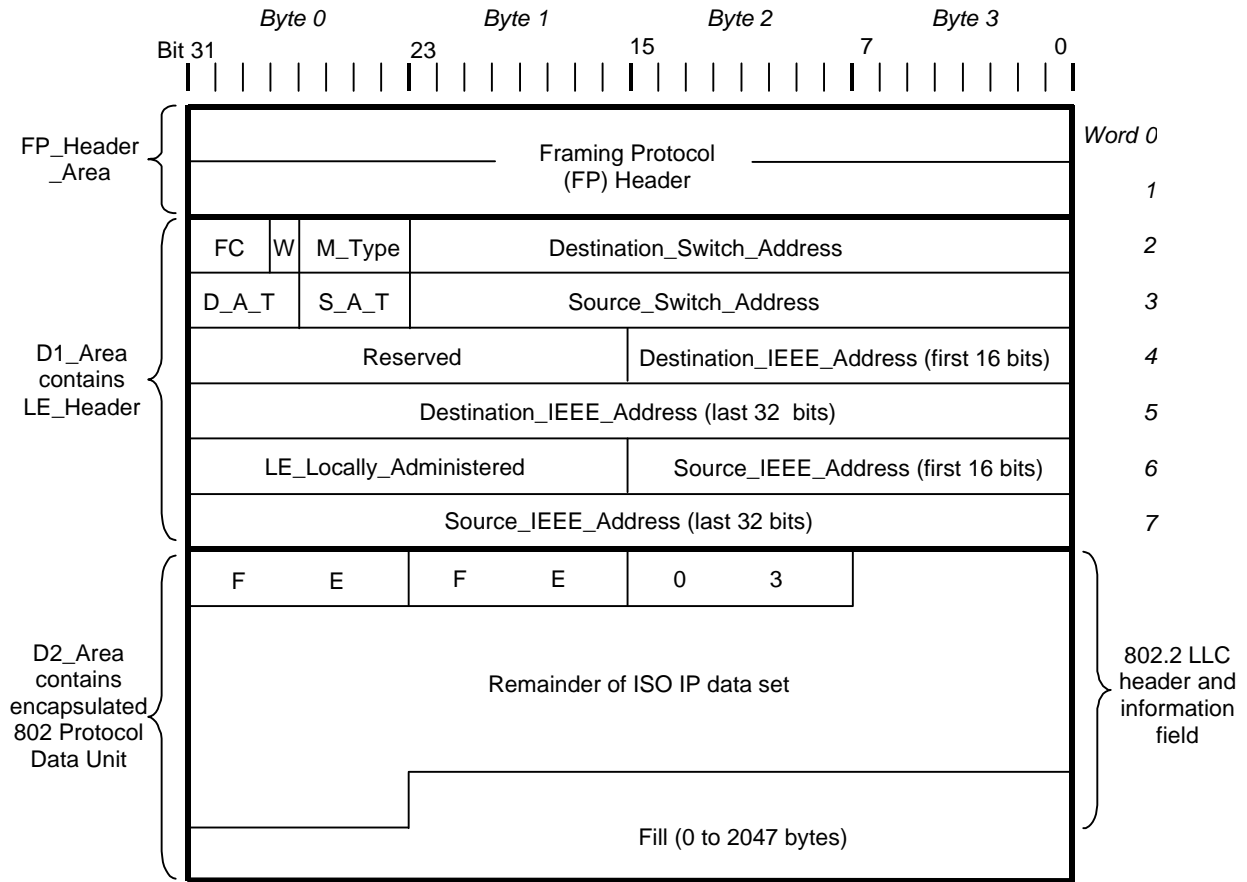 Byte 0 Byte 1 Byte 2 Byte 3
Bit 31 23 15 7 0
FP_Header
_Area
Framing Protocol
(FP) Header
Word 0
1
FC W M_Type Destination_Switch_Address 2
D_A_T S_A_T Source_Switch_Address 3
D1_Area
contains
LE_Header
Reserved Destination_IEEE_Address (first 16 bits) 4
Destination_IEEE_Address (last 32 bits) 5
LE_Locally_Administered Source_IEEE_Address (first 16 bits) 6
Source_IEEE_Address (last 32 bits) 7
F E F E 0 3
D2_Area
contains
encapsulated
802 Protocol
Data Unit
Remainder of ISO IP data set
802.2 LLC
header and
information
field
Fill (0 to 2047 bytes)